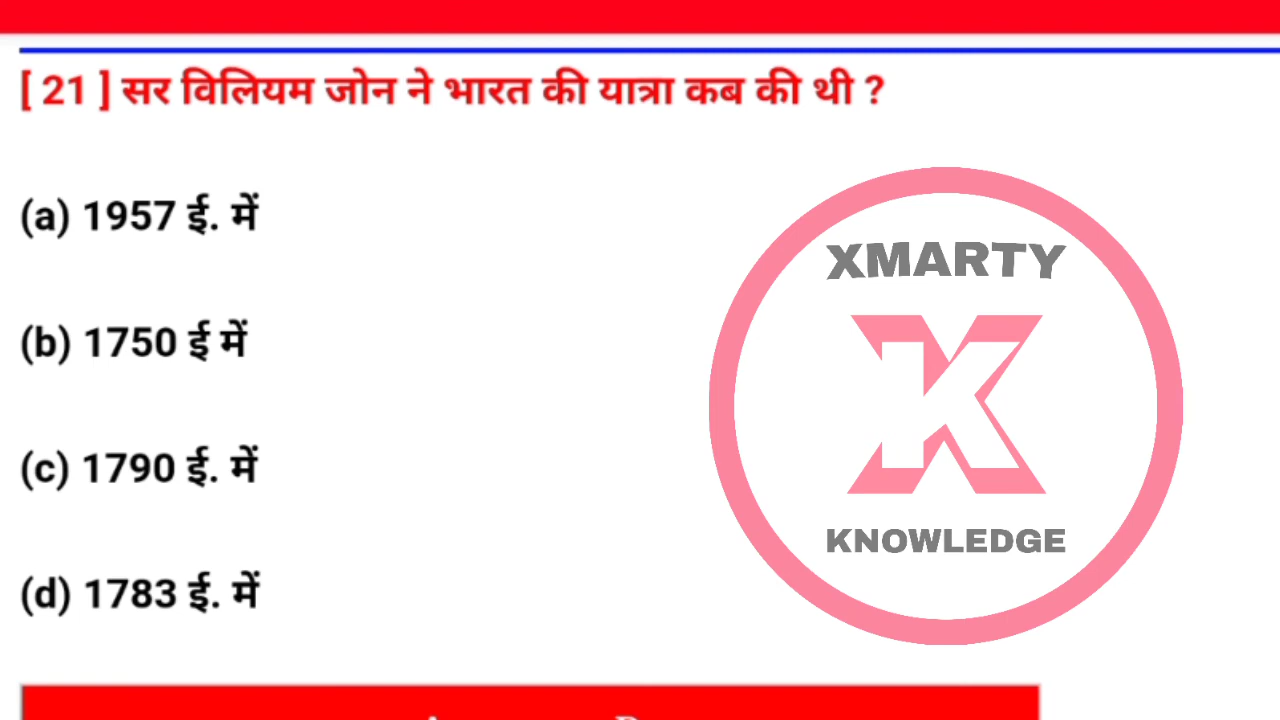 [ 21 ] सर विलियम जोन ने भारत की यात्रा कब की थी ?
(a) 1957 ई. में
XMARTY
(b) 1750 ई में
X
(c) 1790 ई. में
KNOWLEDGE
(d) 1783 ई. में